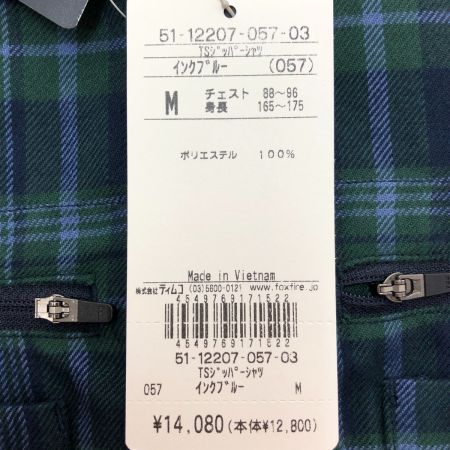 51-12207-057-03
TSｼﾞｯﾊﾟｰｼｬﾂ
インクブルー (057)
M チェスト 88～96
身長 165～175
ポリエステル 100%
Made in Vietnam
株式会社ティムコ (03)5600-0121 www.foxfire.jp
4549769171522
4549769171522
51-12207-057-03
TSｼﾞｯﾊﾟｰｼｬﾂ
057 インクブルー M
¥14,080(本体¥12,800)